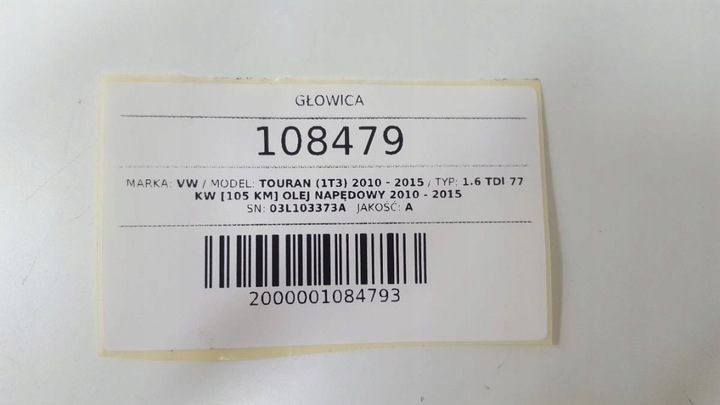 GŁOWICA
108479
MARKA: VW / MODEL: TOURAN (1T3) 2010 - 2015 / TYP: 1.6 TDI 77
KW [105 KM] OLEJ NAPĘDOWY 2010 - 2015
SN: 03L103373A JAKOŚĆ: A
2000001084793